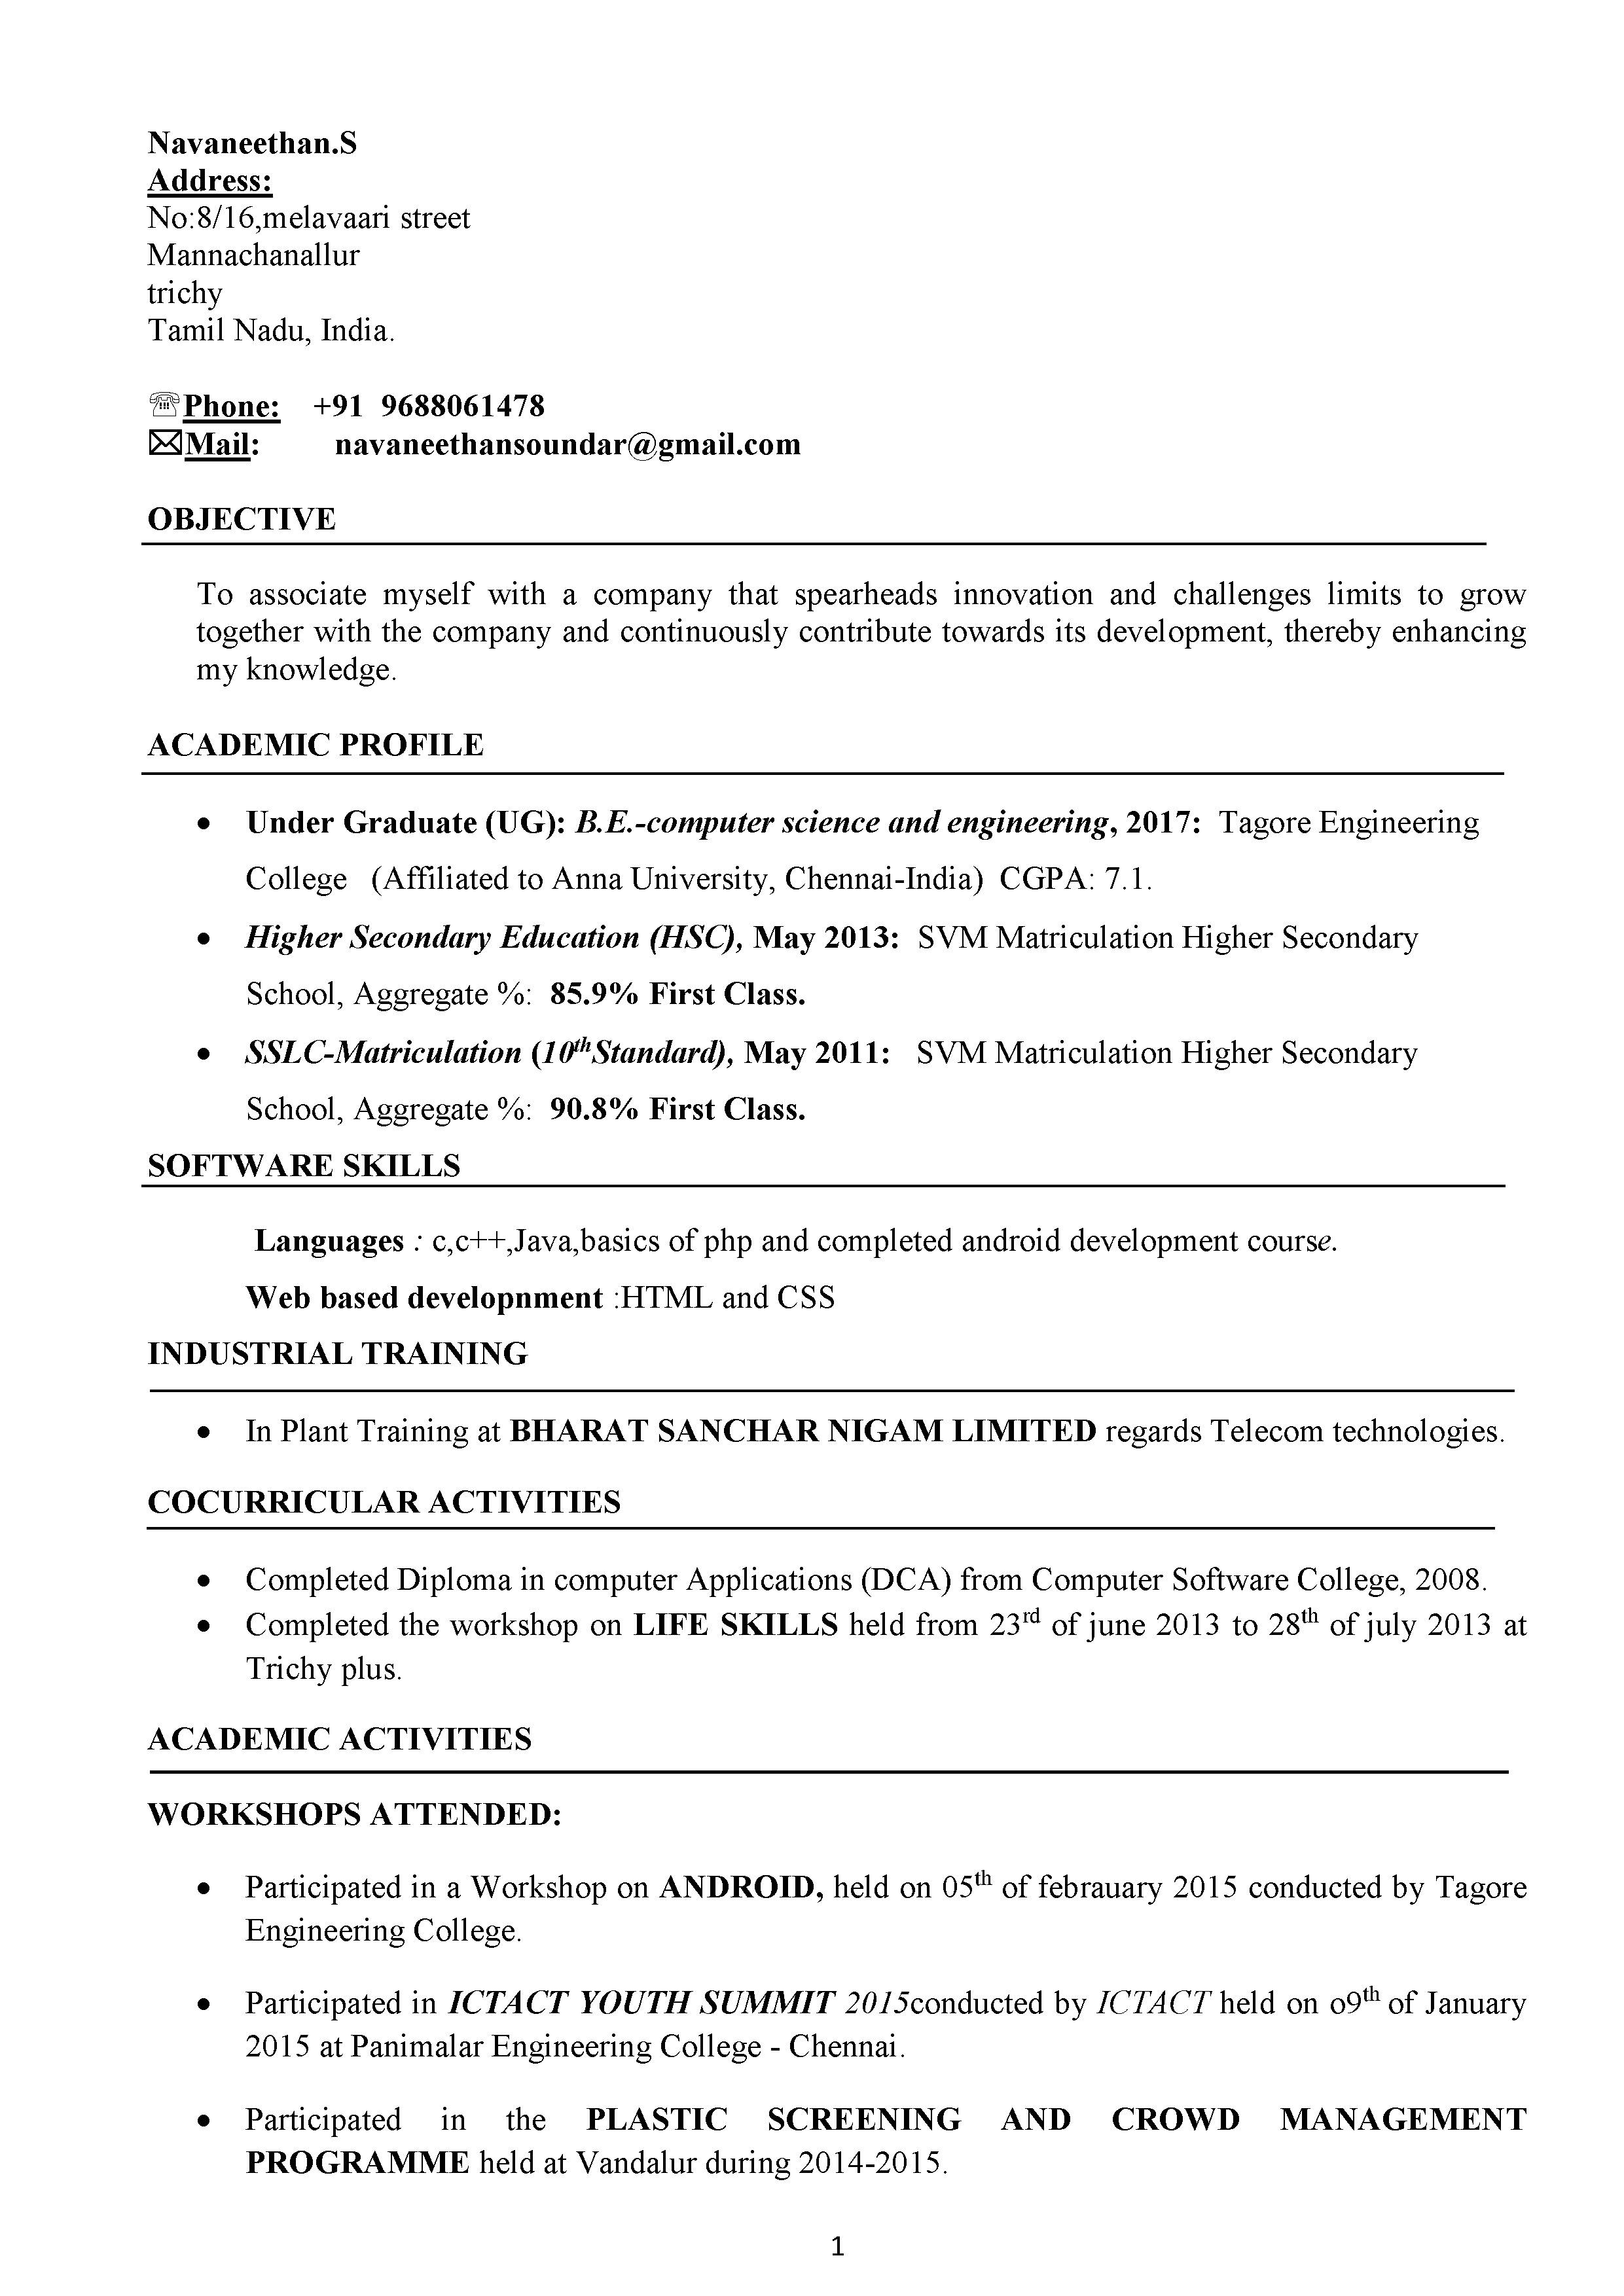 Navaneethan.S
Address:
No:8/16,melavaari street
Mannachanallur
trichy
Tamil Nadu, India.
☏Phone: +91 9688061478
✉Mail: navaneethansoundar@gmail.com
OBJECTIVE
To associate myself with a company that spearheads innovation and challenges limits to grow
together with the company and continuously contribute towards its development, thereby enhancing
my knowledge.
ACADEMIC PROFILE
• Under Graduate (UG): B.E.-computer science and engineering, 2017: Tagore Engineering
College (Affiliated to Anna University, Chennai-India) CGPA: 7.1.
• Higher Secondary Education (HSC), May 2013: SVM Matriculation Higher Secondary
School, Aggregate %: 85.9% First Class.
• SSLC-Matriculation (10thStandard), May 2011: SVM Matriculation Higher Secondary
School, Aggregate %: 90.8% First Class.
SOFTWARE SKILLS
Languages : c,c++,Java,basics of php and completed android development course.
Web based developnment :HTML and CSS
INDUSTRIAL TRAINING
• In Plant Training at BHARAT SANCHAR NIGAM LIMITED regards Telecom technologies.
COCURRICULAR ACTIVITIES
• Completed Diploma in computer Applications (DCA) from Computer Software College, 2008.
• Completed the workshop on LIFE SKILLS held from 23rd of june 2013 to 28th of july 2013 at
Trichy plus.
ACADEMIC ACTIVITIES
WORKSHOPS ATTENDED:
• Participated in a Workshop on ANDROID, held on 05th of febrauary 2015 conducted by Tagore
Engineering College.
• Participated in ICTACT YOUTH SUMMIT 2015conducted by ICTACT held on o9th of January
2015 at Panimalar Engineering College - Chennai.
• Participated in the PLASTIC SCREENING AND CROWD MANAGEMENT
PROGRAMME held at Vandalur during 2014-2015.
1